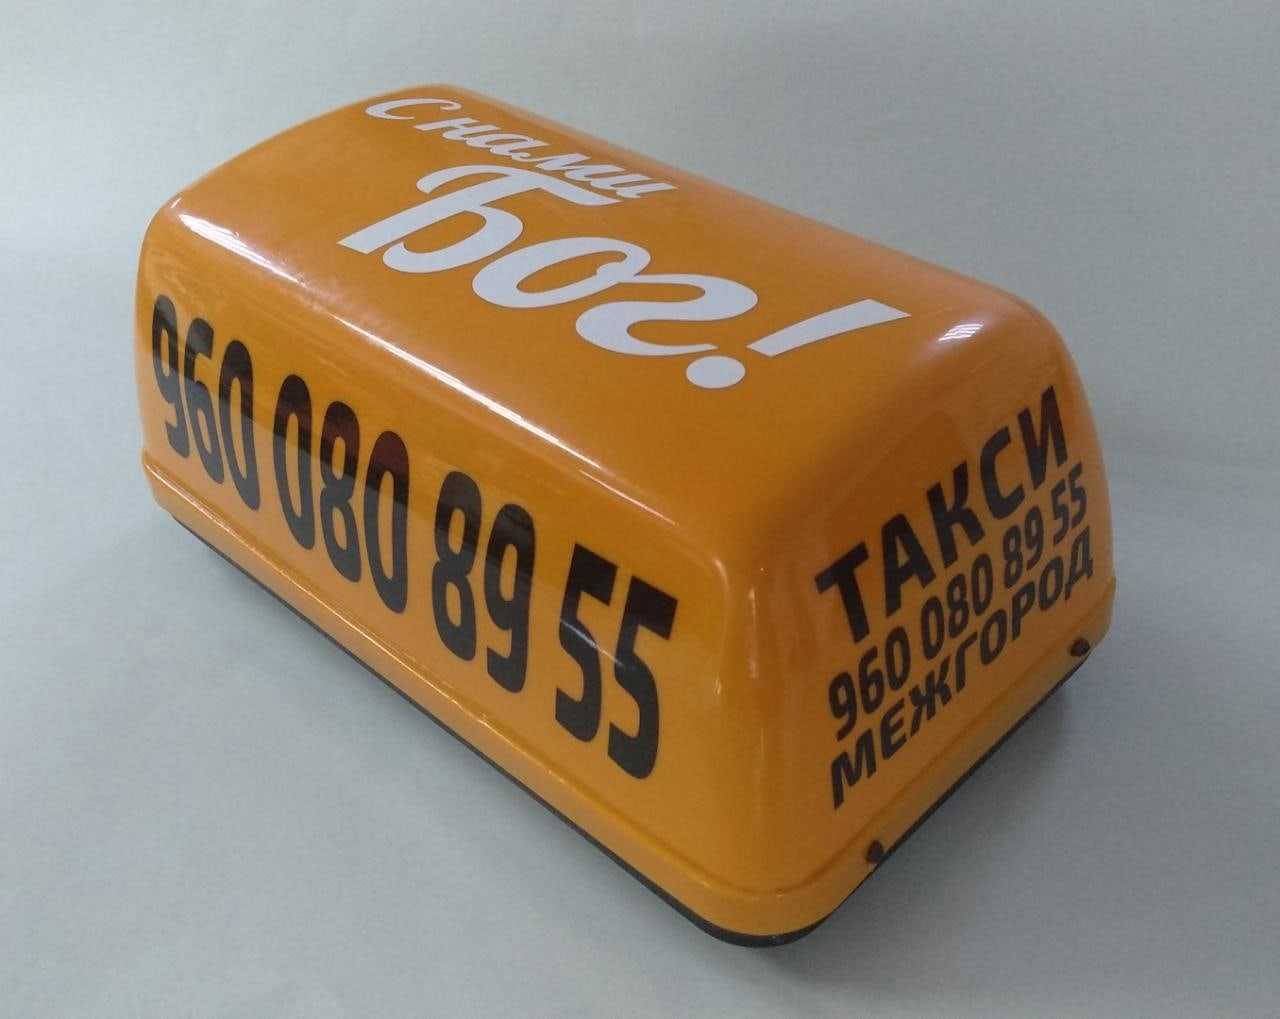 С нами
Бог!
960 080 89 55
ТАКСИ
960 080 89 55
МЕЖГОРОД